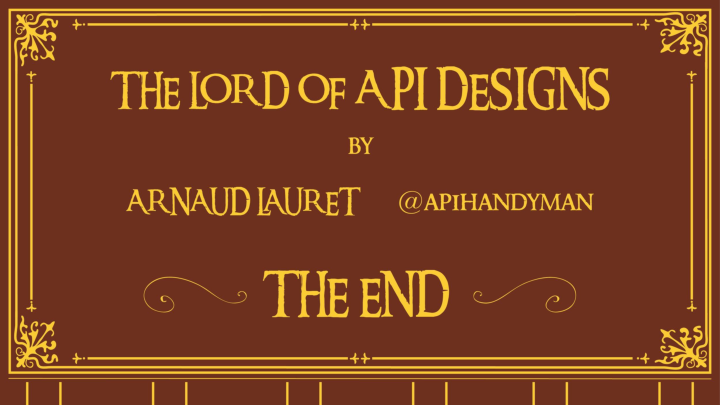 THE LORD OF API DESIGNS
BY
ARNAUD LAURET @APIHANDYMAN
THE END